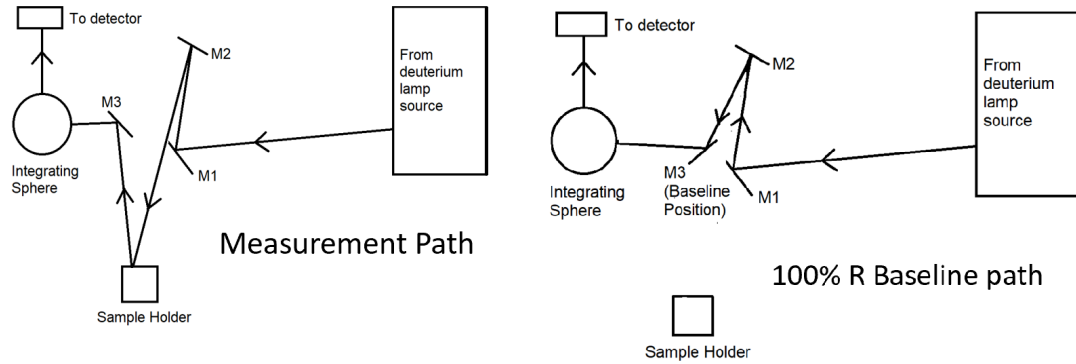 To detector
M2
From
deuterium
lamp
source
M3
Integrating
Sphere
M1
Measurement Path
Sample Holder
To detector
M2
From
deuterium
lamp
source
M3
(Baseline
Position)
Integrating
Sphere
M1
100% R Baseline path
Sample Holder